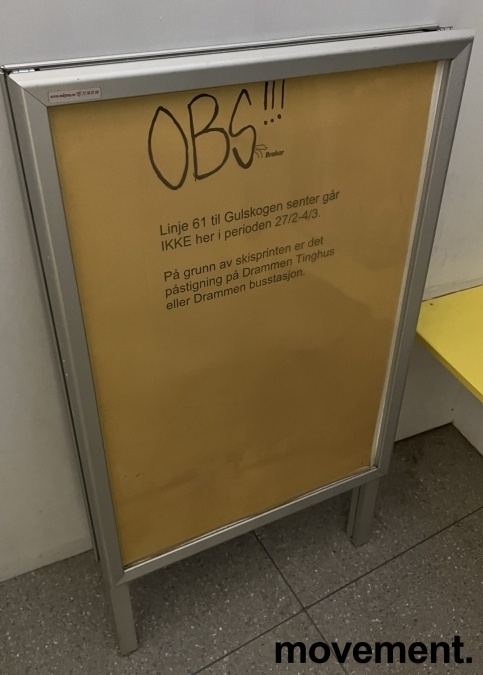 OBS!!!
Brakar
Linje 61 til Gulskogen senter går
IKKE her i perioden 27/2-4/3.
På grunn av skisprinten er det
påstigning på Drammen Tinghus
eller Drammen busstasjon.
movement.